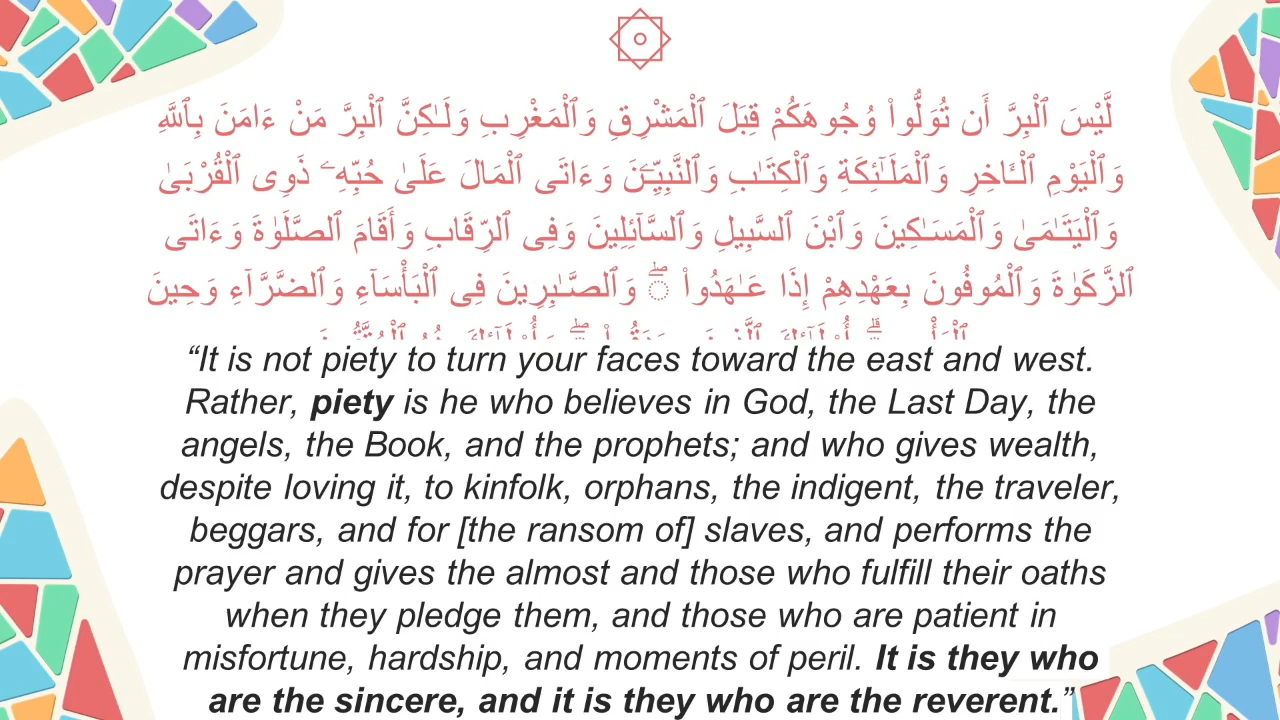 لَّيْسَ ٱلْبِرَّ أَن تُوَلُّوا۟ وُجُوهَكُمْ قِبَلَ ٱلْمَشْرِقِ وَٱلْمَغْرِبِ وَلَـٰكِنَّ ٱلْبِرَّ مَنْ ءَامَنَ بِٱللَّهِ
وَٱلْيَوْمِ ٱلْـَٔاخِرِ وَٱلْمَلَـٰٓئِكَةِ وَٱلْكِتَـٰبِ وَٱلنَّبِيِّـۧنَ وَءَاتَى ٱلْمَالَ عَلَىٰ حُبِّهِۦ ذَوِى ٱلْقُرْبَىٰ
وَٱلْيَتَـٰمَىٰ وَٱلْمَسَـٰكِينَ وَٱبْنَ ٱلسَّبِيلِ وَٱلسَّآئِلِينَ وَفِى ٱلرِّقَابِ وَأَقَامَ ٱلصَّلَوٰةَ وَءَاتَى
ٱلزَّكَوٰةَ وَٱلْمُوفُونَ بِعَهْدِهِمْ إِذَا عَـٰهَدُوا۟ ۖ وَٱلصَّـٰبِرِينَ فِى ٱلْبَأْسَآءِ وَٱلضَّرَّآءِ وَحِينَ
“It is not piety to turn your faces toward the east and west.
Rather, piety is he who believes in God, the Last Day, the
angels, the Book, and the prophets; and who gives wealth,
despite loving it, to kinfolk, orphans, the indigent, the traveler,
beggars, and for [the ransom of] slaves, and performs the
prayer and gives the almost and those who fulfill their oaths
when they pledge them, and those who are patient in
misfortune, hardship, and moments of peril. It is they who
are the sincere, and it is they who are the reverent.”